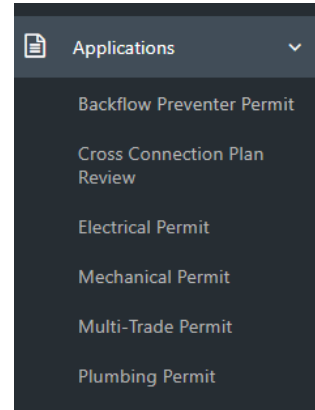 Applications
Backflow Preventer Permit
Cross Connection Plan
Review
Electrical Permit
Mechanical Permit
Multi-Trade Permit
Plumbing Permit